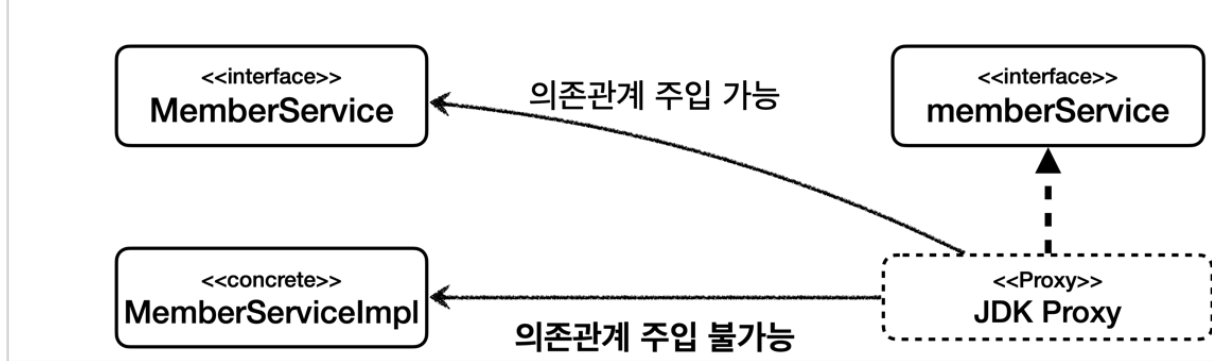 <<interface>>
MemberService
의존관계 주입 가능
<<interface>>
memberService
<<concrete>>
MemberServiceImpl
의존관계 주입 불가능
<<Proxy>>
JDK Proxy